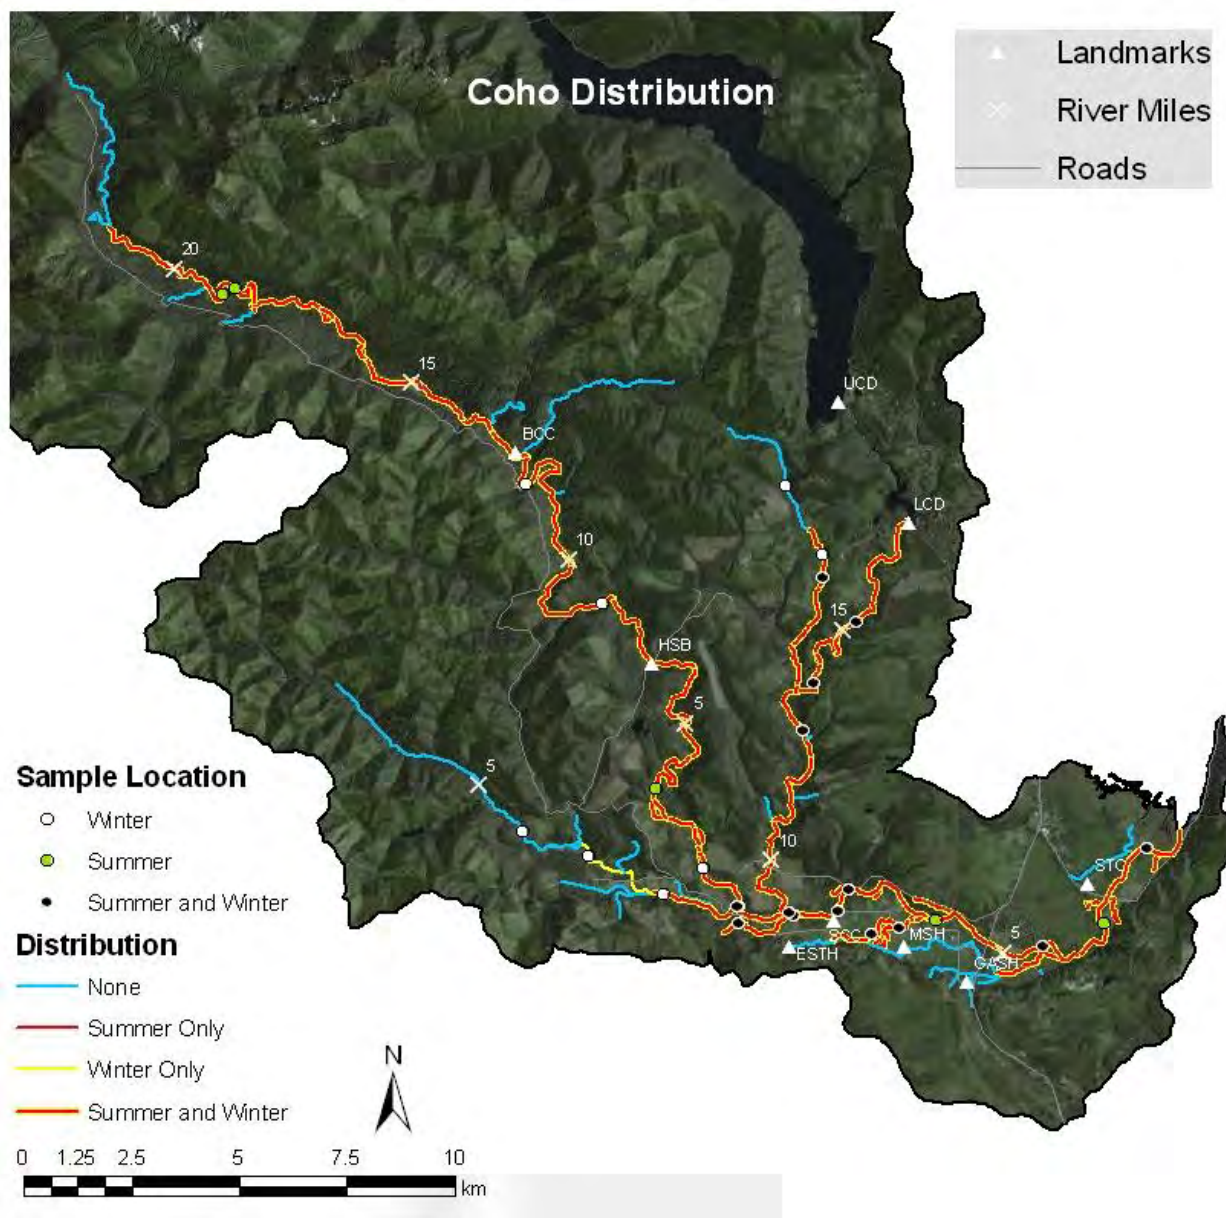 Coho Distribution
Landmarks
River Miles
Roads
20
15
UCD
BCC
LCD
10
15
HSB
5
5
10
STC
SCC
MSH
5
ESTH
GASH
Sample Location
Winter
Summer
Summer and Winter
Distribution
None
Summer Only
Winter Only
Summer and Winter
N
0 1.25 2.5 5 7.5 10
km